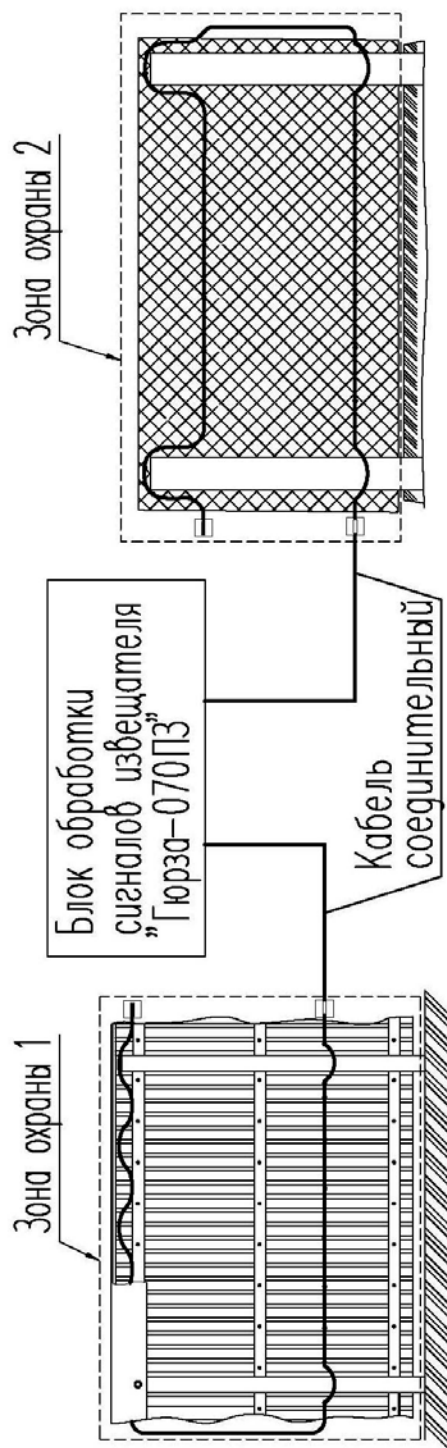 Зона охраны 1
Блок обработки
сигналов извещателя
"Гюрза-070ПЗ"
Зона охраны 2
Кабель
соединительный